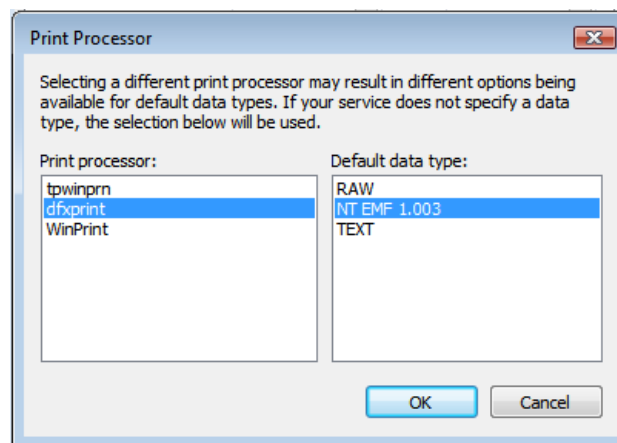 Print Processor
Selecting a different print processor may result in different options being
available for default data types. If your service does not specify a data
type, the selection below will be used.
Print processor:
Default data type:
tpwinprn
dfxprint
WinPrint
RAW
NT EMF 1.003
TEXT
OK
Cancel